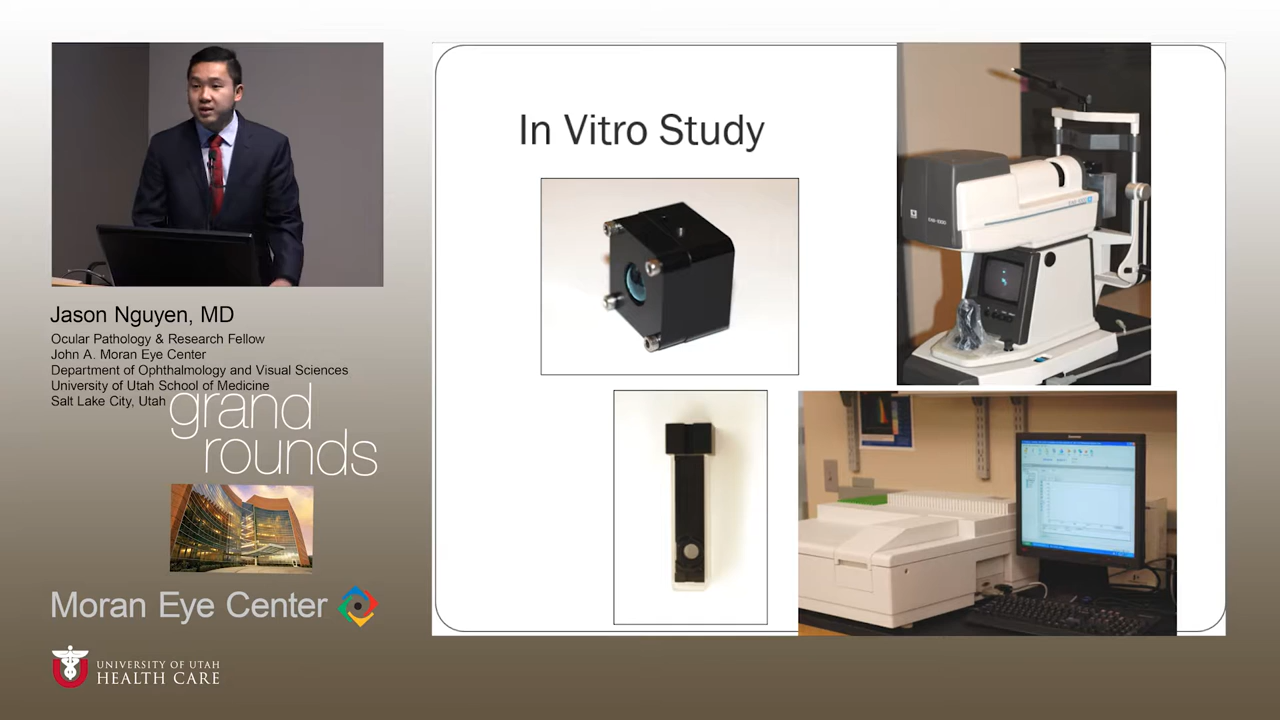 In Vitro Study
Jason Nguyen, MD
Ocular Pathology & Research Fellow
John A. Moran Eye Center
Department of Ophthalmology and Visual Sciences
University of Utah School of Medicine
Salt Lake City, Utah
grand
rounds
Moran Eye Center
UNIVERSITY OF UTAH
HEALTH CARE